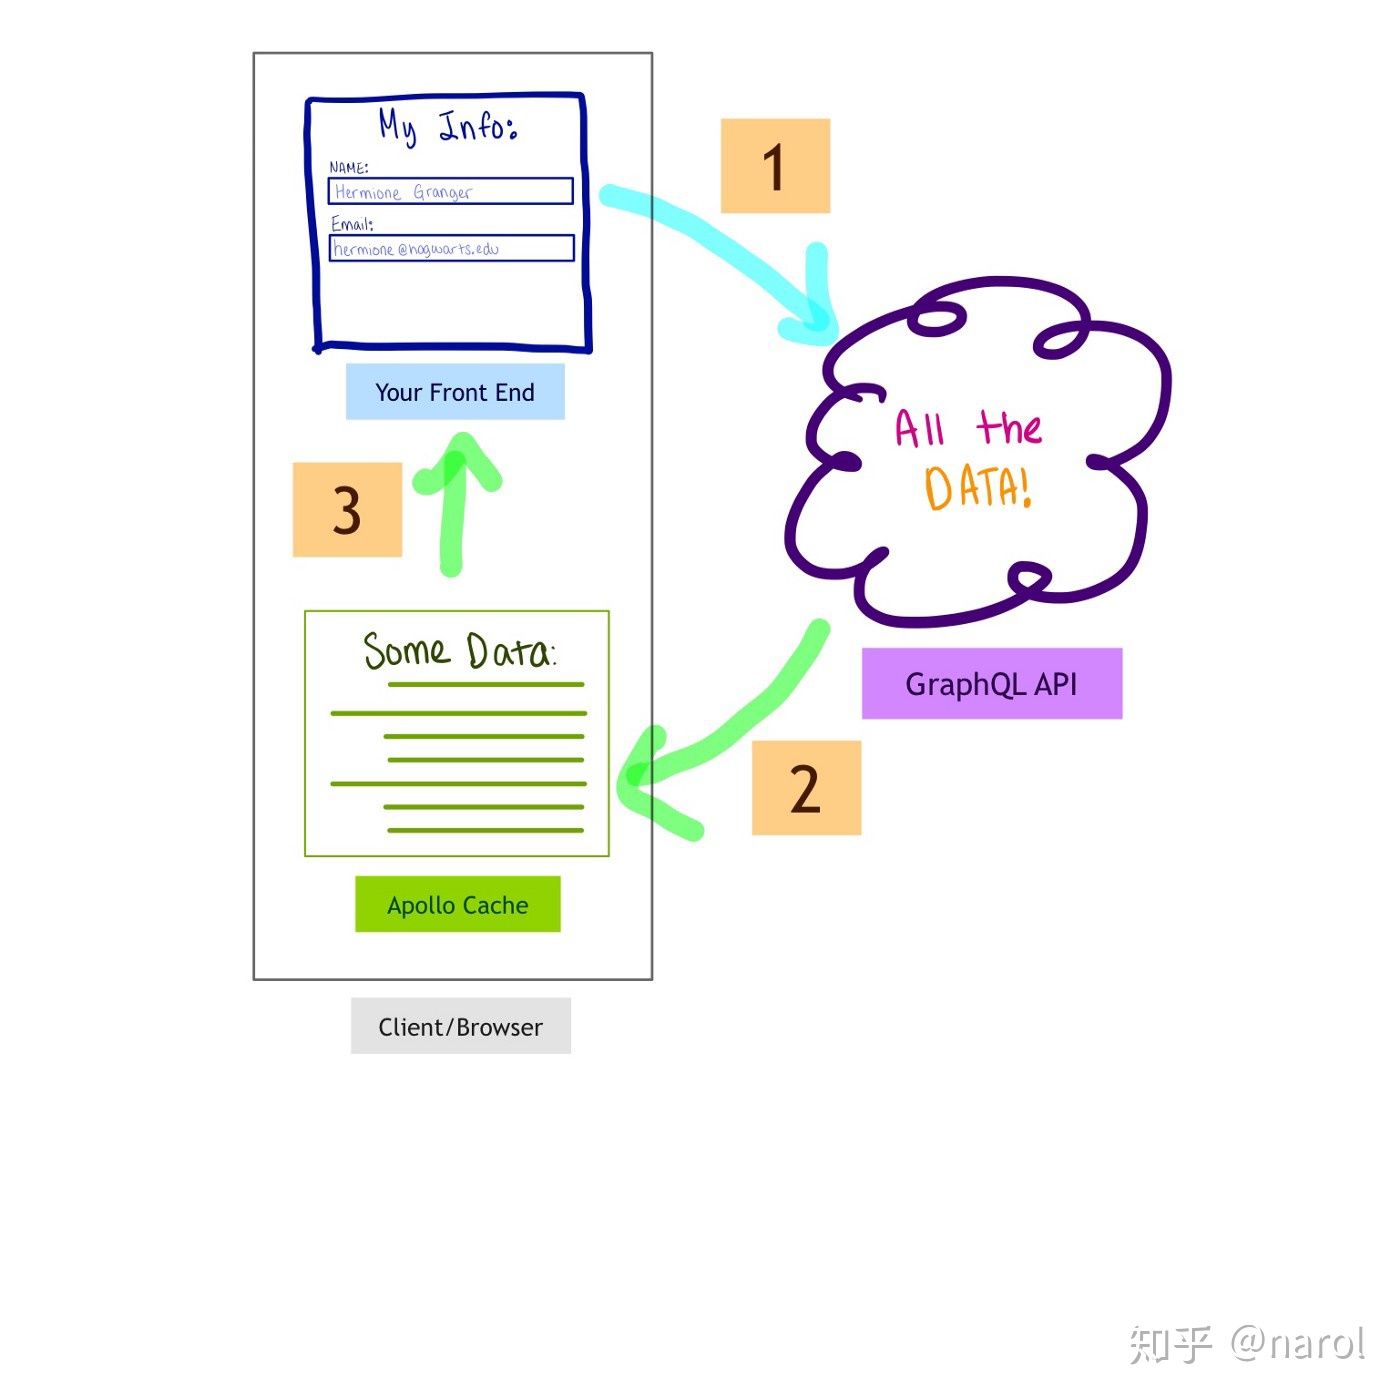 My Info:
NAME:
Hermione Granger
Email:
hermione@hogwarts.edu
Your Front End
1
All the
DATA!
GraphQL API
2
3
Some Data:
Apollo Cache
Client/Browser
知乎 @narol